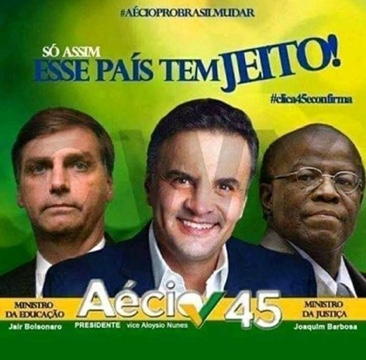 #AÉCIOPROBRASILMUDAR
SÓ ASSIM
ESSE PAÍS TEM JEITO!
#clica45econfirma
MINISTRO
DA EDUCAÇÃO
Jair Bolsonaro
Aécio 45
PRESIDENTE vice Aloysio Nunes
MINISTRO
DA JUSTIÇA
Joaquim Barbosa